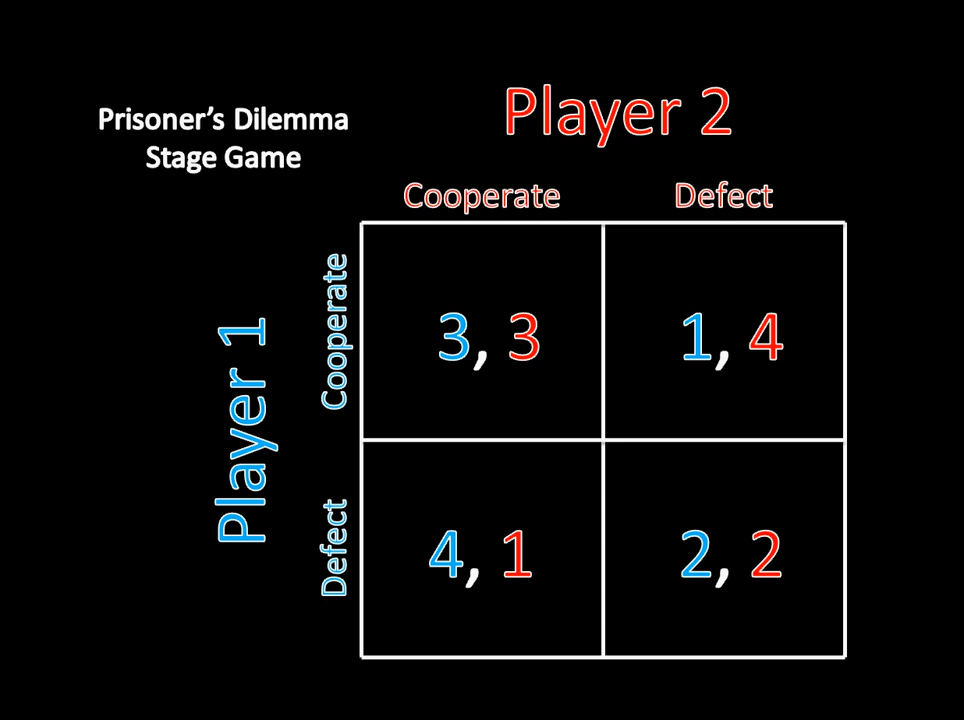 Prisoner’s Dilemma
Stage Game
Player 2
Cooperate Defect
Player 1
Cooperate
3, 3 1, 4
Defect
4, 1 2, 2